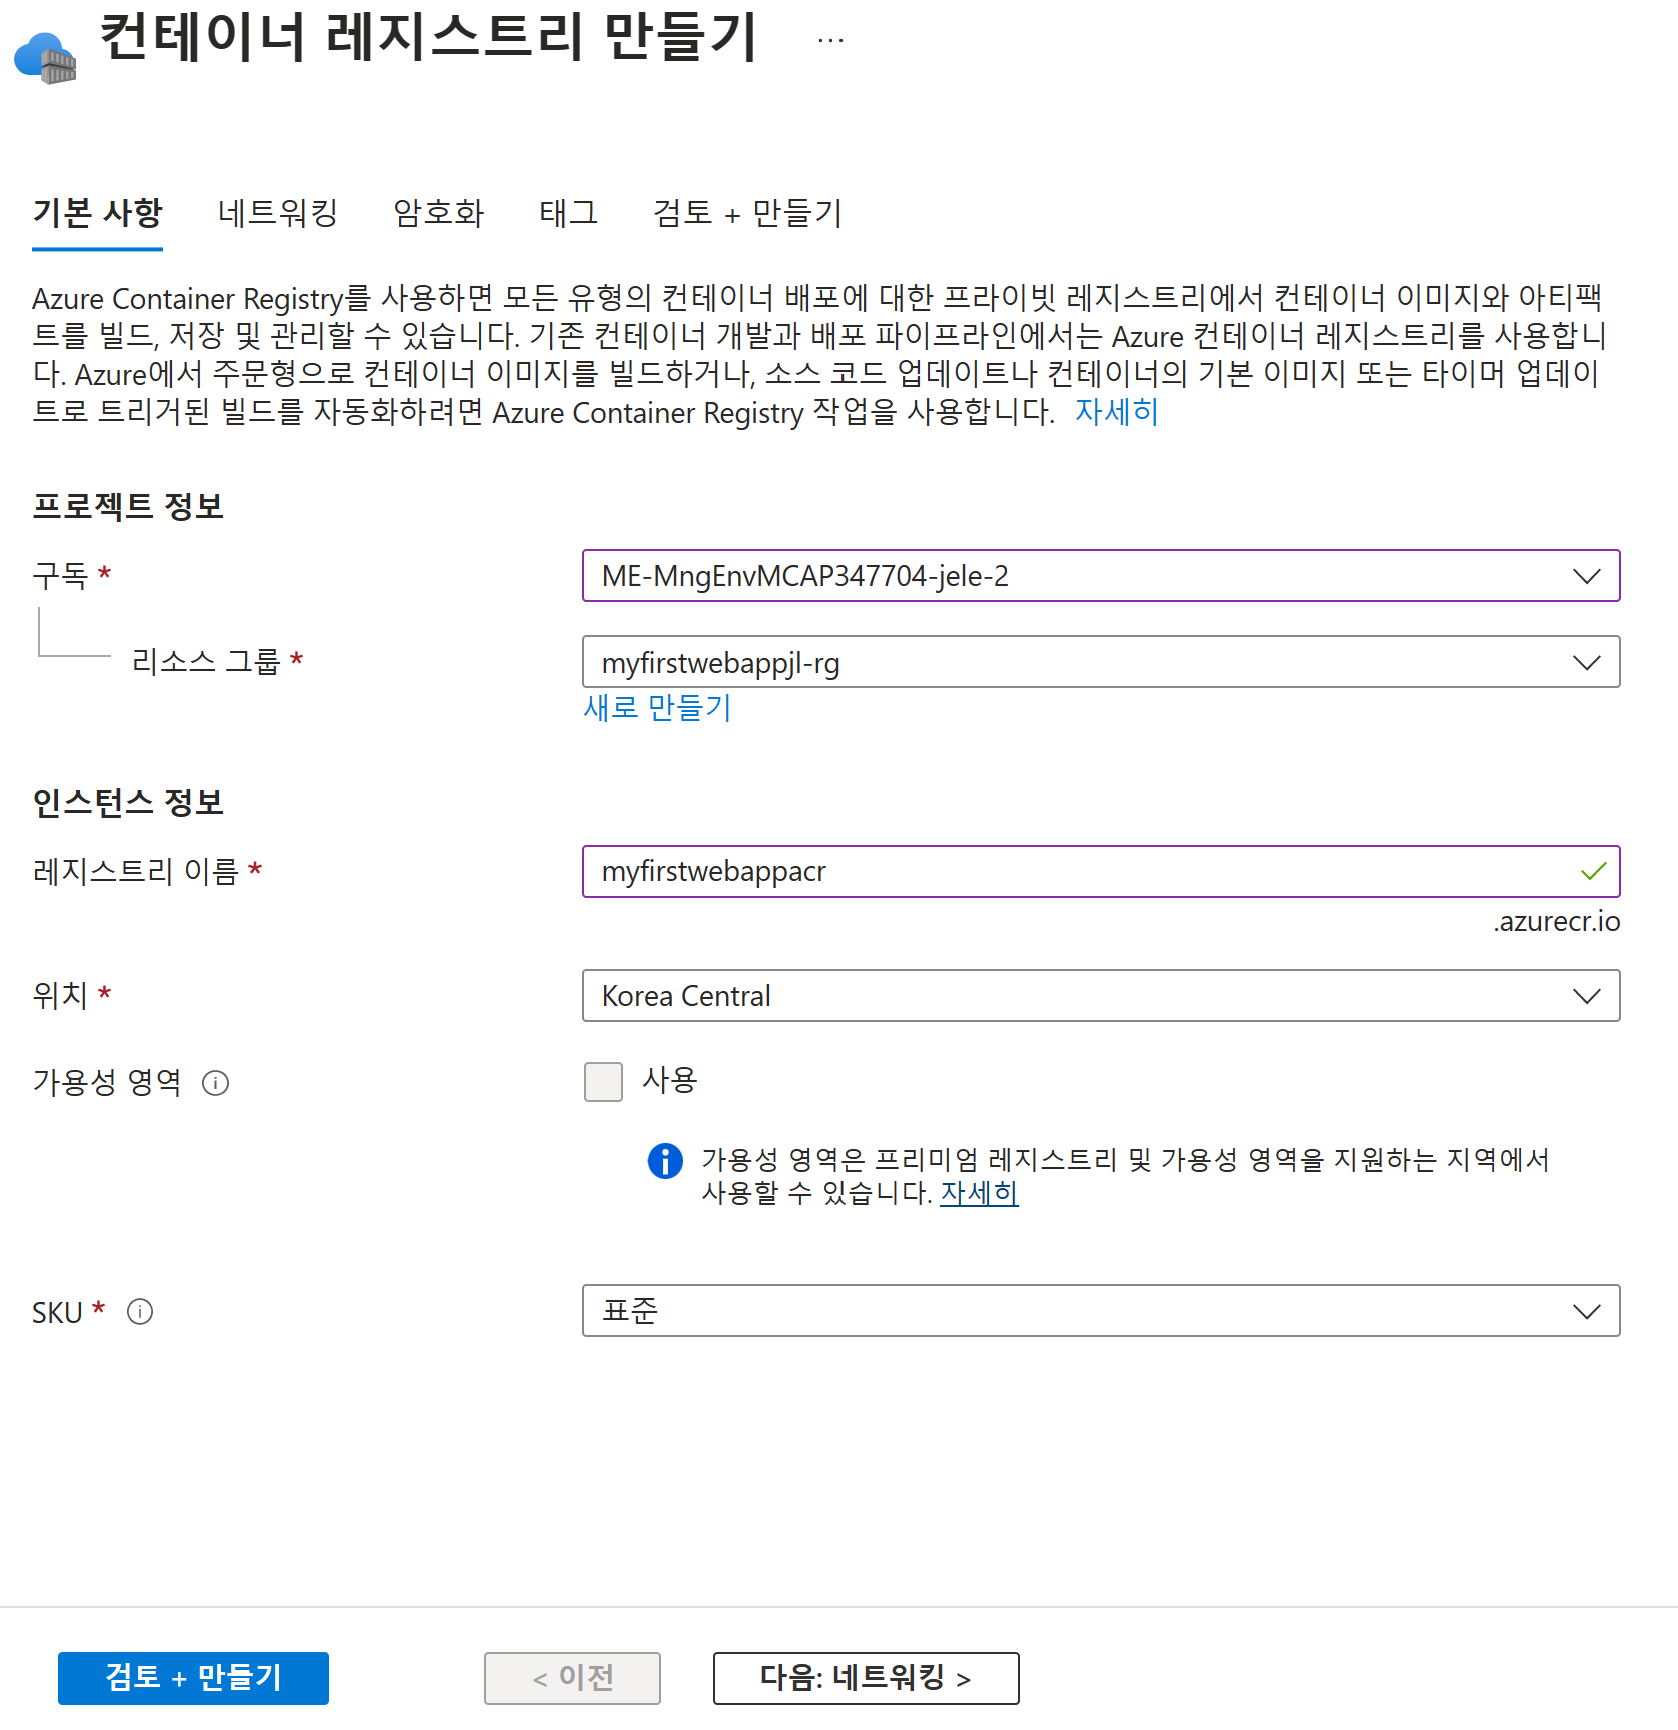 컨테이너 레지스트리 만들기 ...
기본 사항 네트워킹 암호화 태그 검토 + 만들기
Azure Container Registry를 사용하면 모든 유형의 컨테이너 배포에 대한 프라이빗 레지스트리에서 컨테이너 이미지와 아티팩
트를 빌드, 저장 및 관리할 수 있습니다. 기존 컨테이너 개발과 배포 파이프라인에서는 Azure 컨테이너 레지스트리를 사용합니
다. Azure에서 주문형으로 컨테이너 이미지를 빌드하거나, 소스 코드 업데이트나 컨테이너의 기본 이미지 또는 타이머 업데이
트로 트리거된 빌드를 자동화하려면 Azure Container Registry 작업을 사용합니다. 자세히
프로젝트 정보
구독 *
ME-MngEnvMCAP347704-jele-2
리소스 그룹 *
myfirstwebappjl-rg
새로 만들기
인스턴스 정보
레지스트리 이름 *
myfirstwebappacr
.azurecr.io
위치 *
Korea Central
가용성 영역
사용
가용성 영역은 프리미엄 레지스트리 및 가용성 영역을 지원하는 지역에서
사용할 수 있습니다. 자세히
SKU *
표준
검토 + 만들기
< 이전
다음: 네트워킹 >